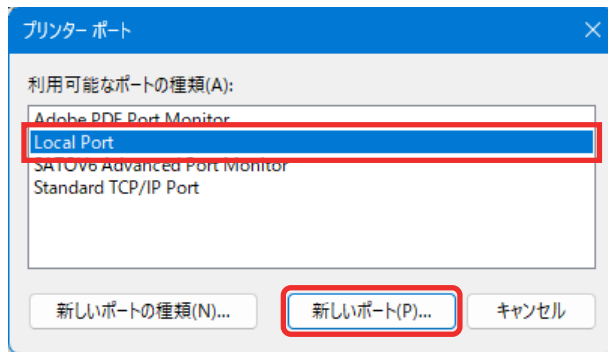 プリンター ポート
利用可能なポートの種類(A):
Adobe PDF Port Monitor
Local Port
SATOV6 Advanced Port Monitor
Standard TCP/IP Port
新しいポートの種類(N)... 新しいポート(P)... キャンセル